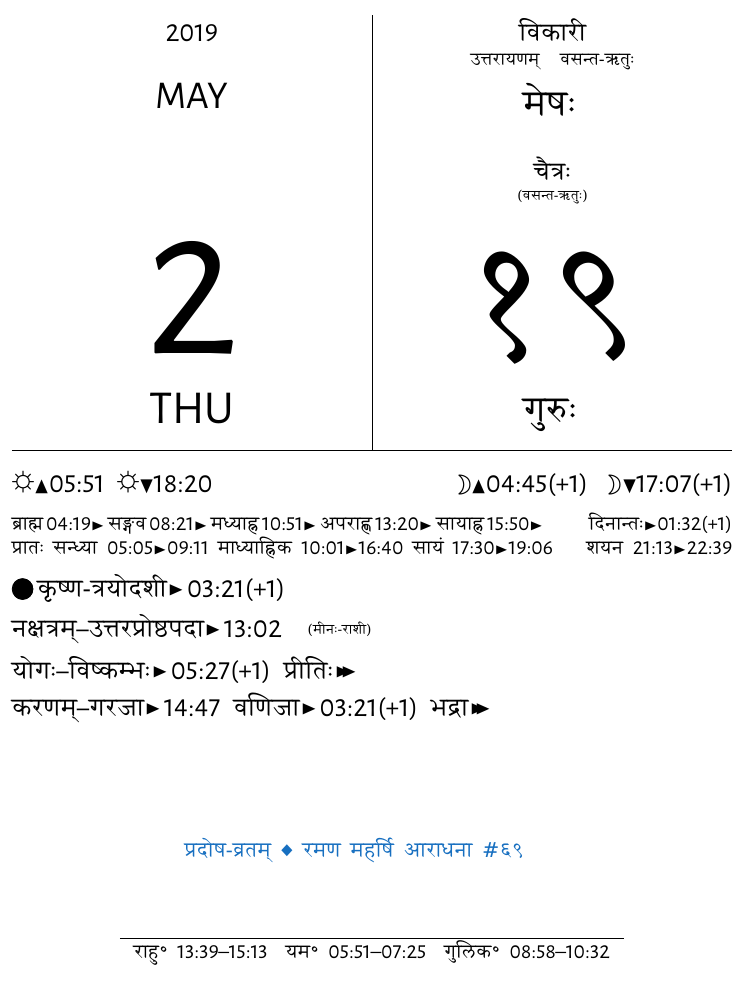 2019
MAY
2
THU
विकारी
उत्तरायणम् वसन्त-ऋतुः
मेषः
चैत्रः
(वसन्त-ऋतुः)
१९
गुरुः
☼▲05:51 ☼▼18:20 ☽▲04:45(+1) ☽▼17:07(+1)
ब्राह्म 04:19► सङ्गव 08:21► मध्याह्न 10:51► अपराह्ण 13:20► सायाह्न 15:50► दिनान्तः►01:32(+1)
प्रातः सन्ध्या 05:05►09:11 माध्याह्निक 10:01►16:40 सायं 17:30►19:06 शयन 21:13►22:39
●कृष्ण-त्रयोदशी► 03:21(+1)
नक्षत्रम्–उत्तरप्रोष्ठपदा►13:02 (मीनः-राशी)
योगः–विष्कम्भः►05:27(+1) प्रीतिः►►
करणम्–गरजा►14:47 वणिजा►03:21(+1) भद्रा►►
प्रदोष-व्रतम् ◆ रमण महर्षि आराधना #६९
राहु॰ 13:39–15:13 यम॰ 05:51–07:25 गुलिक॰ 08:58–10:32